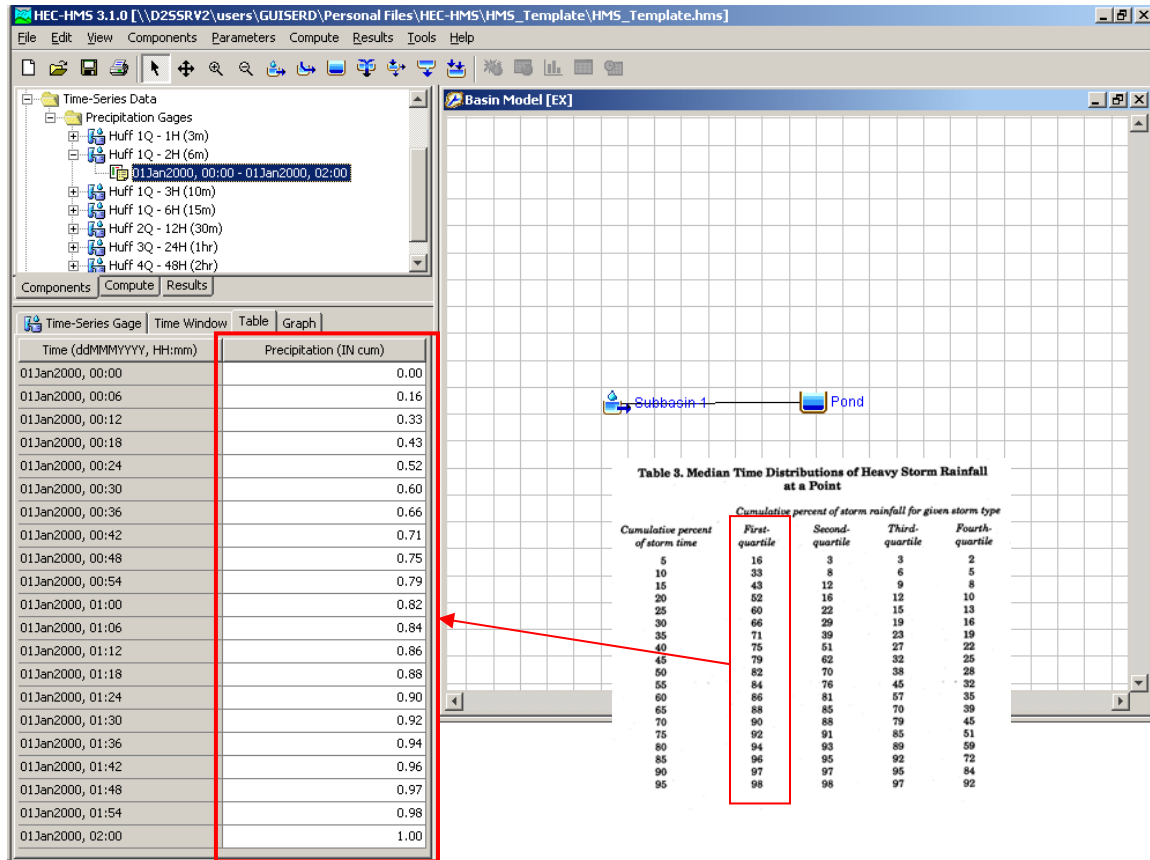 HEC-HMS 3.1.0 [\\D2SSRV2\users\GUISERD\Personal Files\HEC-HMS\HMS_Template\HMS_Template.hms]
File Edit View Components Parameters Compute Results Tools Help
Time-Series Data
Precipitation Gages
Huff 1Q - 1H (3m)
Huff 1Q - 2H (6m)
01Jan2000, 00:00 - 01Jan2000, 02:00
Huff 1Q - 3H (10m)
Huff 1Q - 6H (15m)
Huff 2Q - 12H (30m)
Huff 3Q - 24H (1hr)
Huff 4Q - 48H (2hr)
Components Compute Results
Time-Series Gage Time Window Table Graph
Time (ddMMMYYYY, HH:mm) Precipitation (IN cum)
01Jan2000, 00:00 0.00
01Jan2000, 00:06 0.16
01Jan2000, 00:12 0.33
01Jan2000, 00:18 0.43
01Jan2000, 00:24 0.52
01Jan2000, 00:30 0.60
01Jan2000, 00:36 0.66
01Jan2000, 00:42 0.71
01Jan2000, 00:48 0.75
01Jan2000, 00:54 0.79
01Jan2000, 01:00 0.82
01Jan2000, 01:06 0.84
01Jan2000, 01:12 0.86
01Jan2000, 01:18 0.88
01Jan2000, 01:24 0.90
01Jan2000, 01:30 0.92
01Jan2000, 01:36 0.94
01Jan2000, 01:42 0.96
01Jan2000, 01:48 0.97
01Jan2000, 01:54 0.98
01Jan2000, 02:00 1.00
Basin Model [EX]
Subbasin 1 Pond
Table 3. Median Time Distributions of Heavy Storm Rainfall
at a Point
Cumulative percent of storm rainfall for given storm type
Cumulative percent First- Second- Third- Fourth-
of storm time quartile quartile quartile quartile
5 16 3 3 2
10 33 8 6 5
15 43 12 9 8
20 52 16 12 10
25 60 22 15 13
30 66 29 19 16
35 71 39 23 19
40 75 51 27 22
45 79 62 32 25
50 82 70 38 28
55 84 76 45 32
60 86 81 57 35
65 88 85 70 39
70 90 88 79 45
75 92 91 85 51
80 94 93 89 59
85 96 95 92 72
90 97 97 95 84
95 98 98 97 92